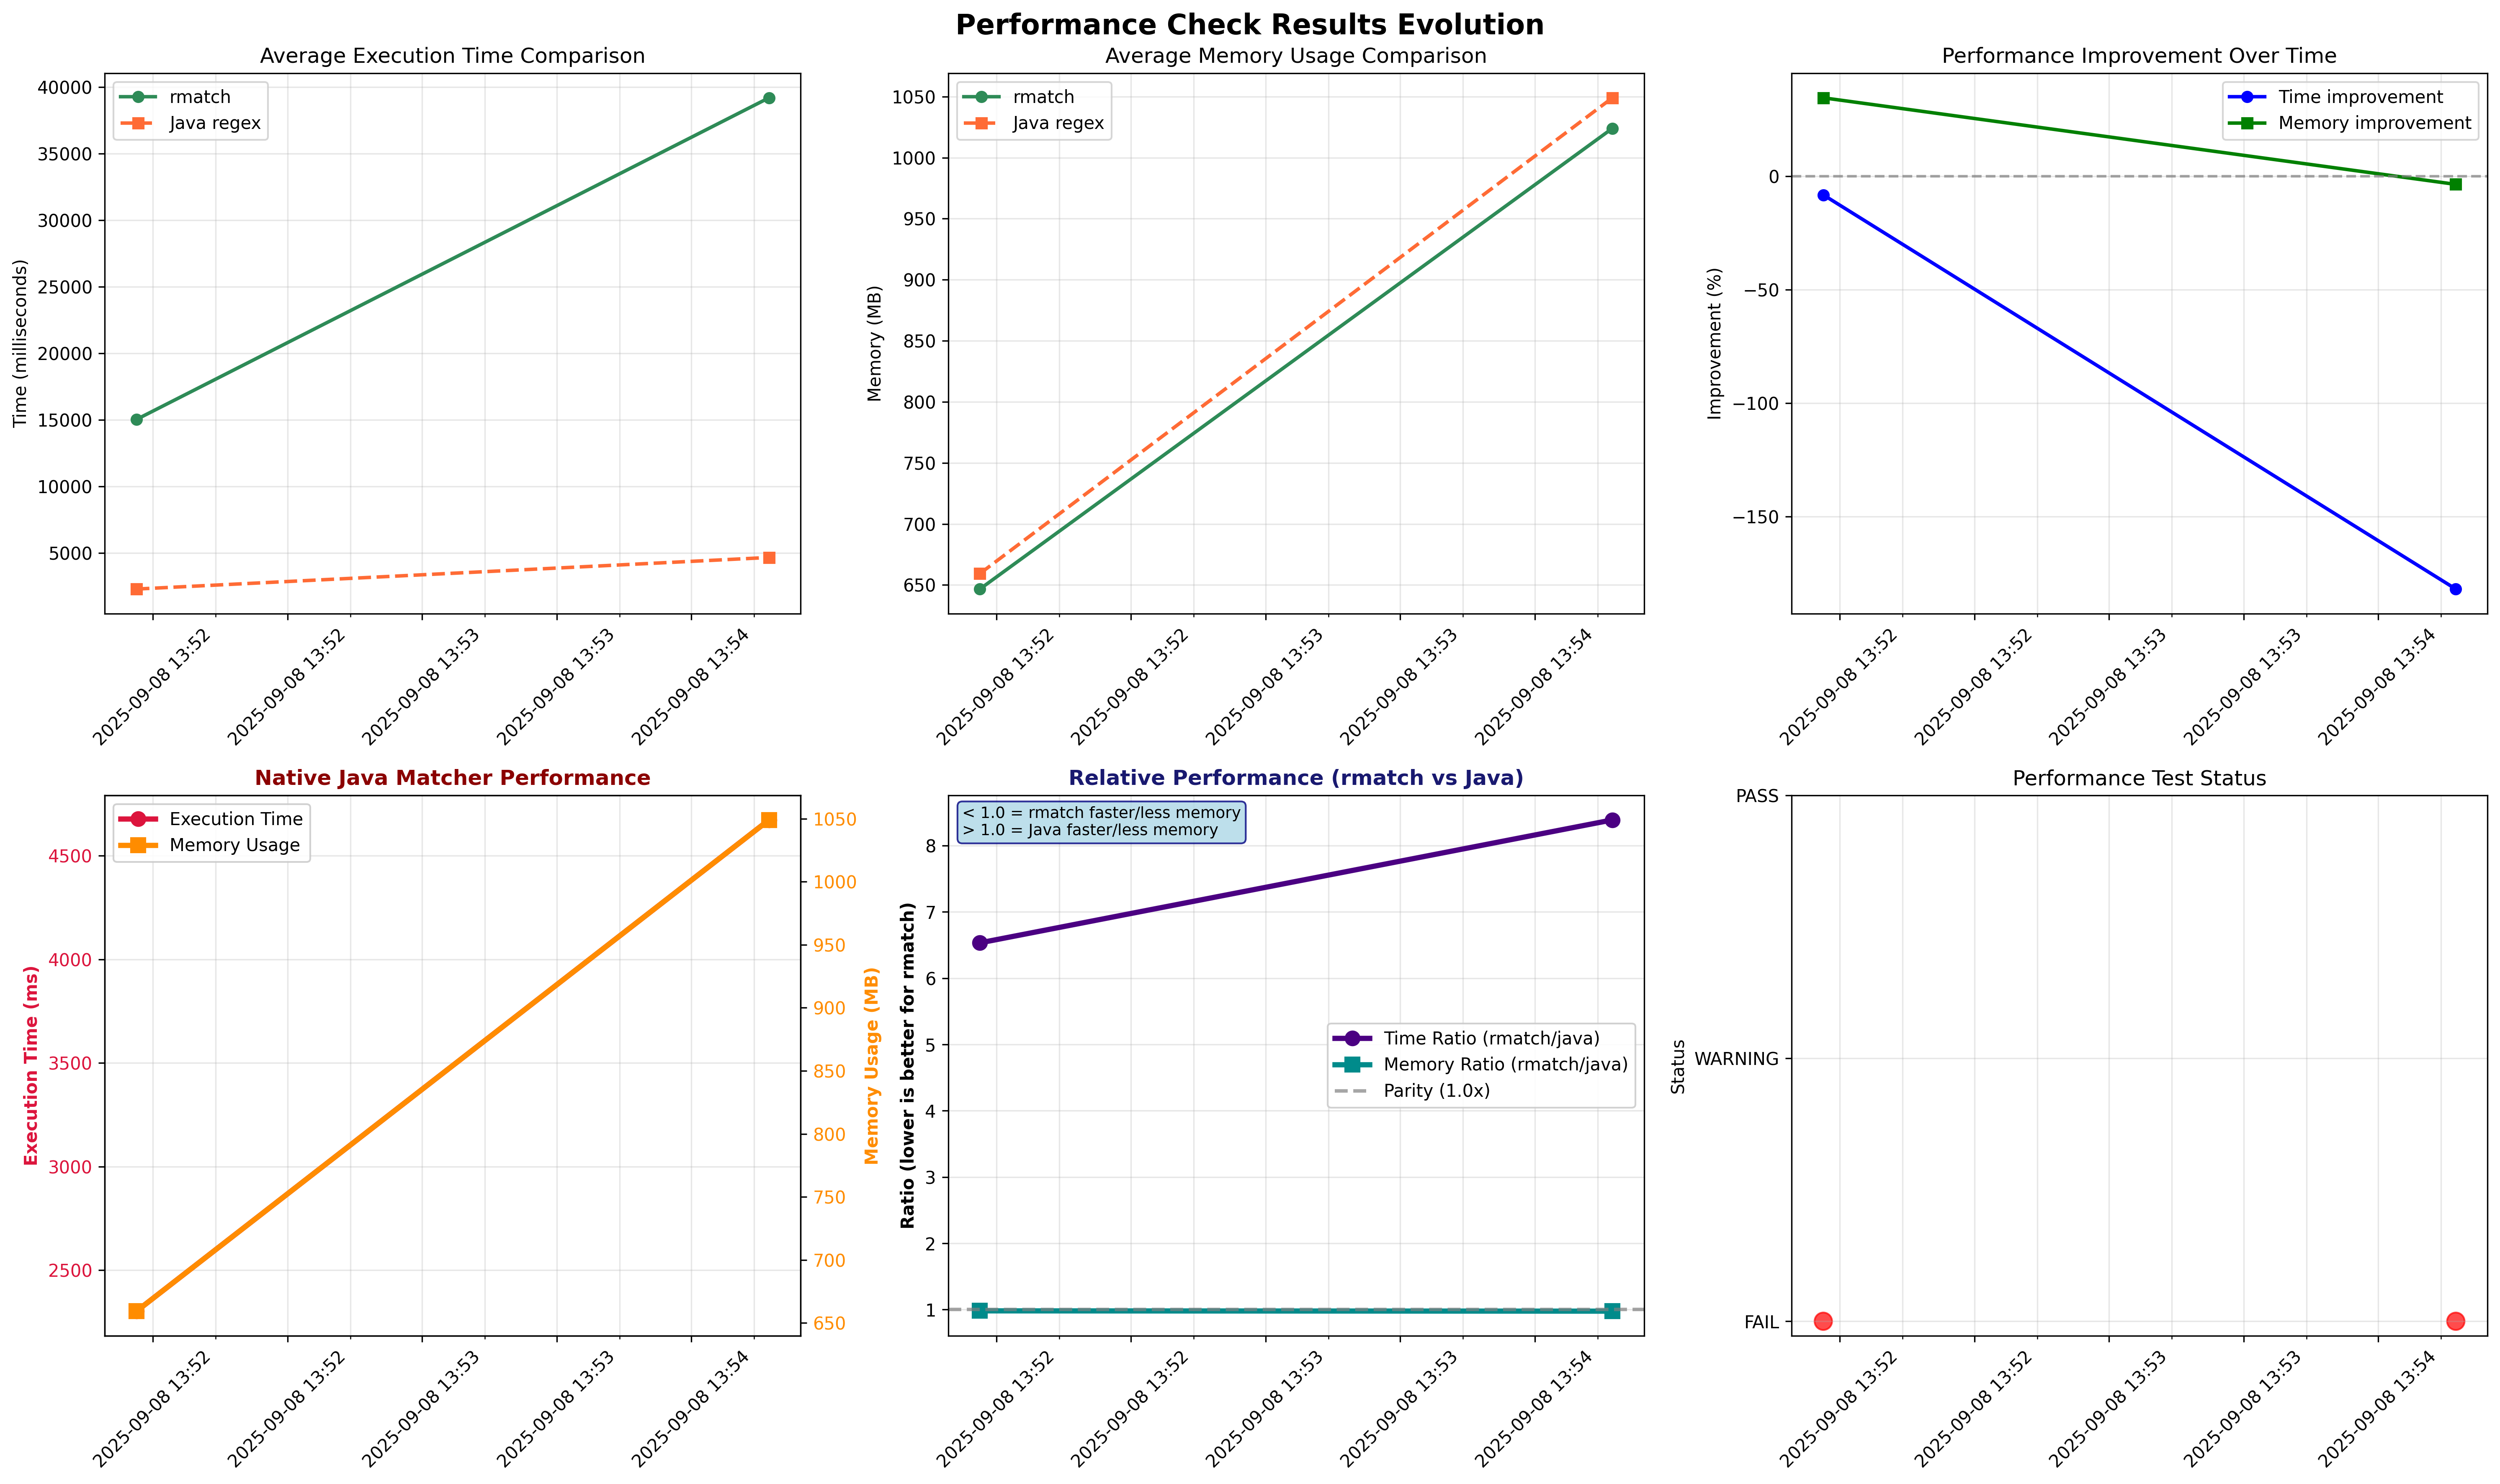 Performance Check Results Evolution
Average Execution Time Comparison
rmatch
Java regex
Time (milliseconds)
40000
35000
30000
25000
20000
15000
10000
5000
2025-09-08 13:52
2025-09-08 13:52
2025-09-08 13:53
2025-09-08 13:53
2025-09-08 13:54
Average Memory Usage Comparison
rmatch
Java regex
Memory (MB)
1050
1000
950
900
850
800
750
700
650
2025-09-08 13:52
2025-09-08 13:52
2025-09-08 13:53
2025-09-08 13:53
2025-09-08 13:54
Performance Improvement Over Time
Time improvement
Memory improvement
Improvement (%)
0
−50
−100
−150
2025-09-08 13:52
2025-09-08 13:52
2025-09-08 13:53
2025-09-08 13:53
2025-09-08 13:54
Native Java Matcher Performance
Execution Time
Memory Usage
Execution Time (ms)
4500
4000
3500
3000
2500
1050
1000
950
900
850
800
750
700
650
Memory Usage (MB)
2025-09-08 13:52
2025-09-08 13:52
2025-09-08 13:53
2025-09-08 13:53
2025-09-08 13:54
Relative Performance (rmatch vs Java)
< 1.0 = rmatch faster/less memory
> 1.0 = Java faster/less memory
Ratio (lower is better for rmatch)
8
7
6
5
4
3
2
1
Time Ratio (rmatch/java)
Memory Ratio (rmatch/java)
Parity (1.0x)
2025-09-08 13:52
2025-09-08 13:52
2025-09-08 13:53
2025-09-08 13:53
2025-09-08 13:54
Performance Test Status
Status
PASS
WARNING
FAIL
2025-09-08 13:52
2025-09-08 13:52
2025-09-08 13:53
2025-09-08 13:53
2025-09-08 13:54